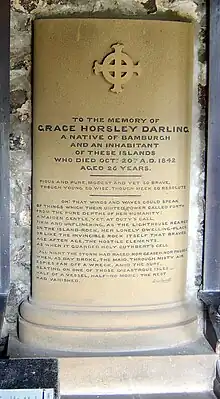 TO THE MEMORY OF
GRACE HORSLEY DARLING
A NATIVE OF BAMBURGH
AND AN INHABITANT
OF THESE ISLANDS
WHO DIED OCTR. 20TH A.D. 1842
AGED 26 YEARS.
PIOUS AND PURE, MODEST AND YET SO BRAVE,
THOUGH YOUNG SO WISE, THOUGH MEEK SO RESOLUTE
OH! THAT WINDS AND WAVES COULD SPEAK
OF THINGS WHICH THEIR UNITED POWER CALLED FORTH
FROM THE PURE DEPTHS OF HER HUMANITY!
A MAIDEN GENTLE, YET, AT DUTY'S CALL,
FIRM AND UNFLINCHING, AS THE LIGHTHOUSE REARED
ON THE ISLAND-ROCK, HER LONELY DWELLING-PLACE;
OR LIKE THE INVINCIBLE ROCK ITSELF THAT BRAVES,
AGE AFTER AGE, THE HOSTILE ELEMENTS,
AS WHEN IT GUARDED HOLY CUTHBERT'S CELL.
ALL NIGHT THE STORM HAD RAGED, NOR CEASED, NOR PAUSED,
WHEN, AS DAY BROKE, THE MAID, THROUGH MISTY AIR,
ESPIES FAR OFF A WRECK, AMID THE SURF,
BEATING ON ONE OF THOSE DISASTROUS ISLES—
HALF OF A VESSEL, HALF—NO MORE; THE REST
HAD VANISHED.